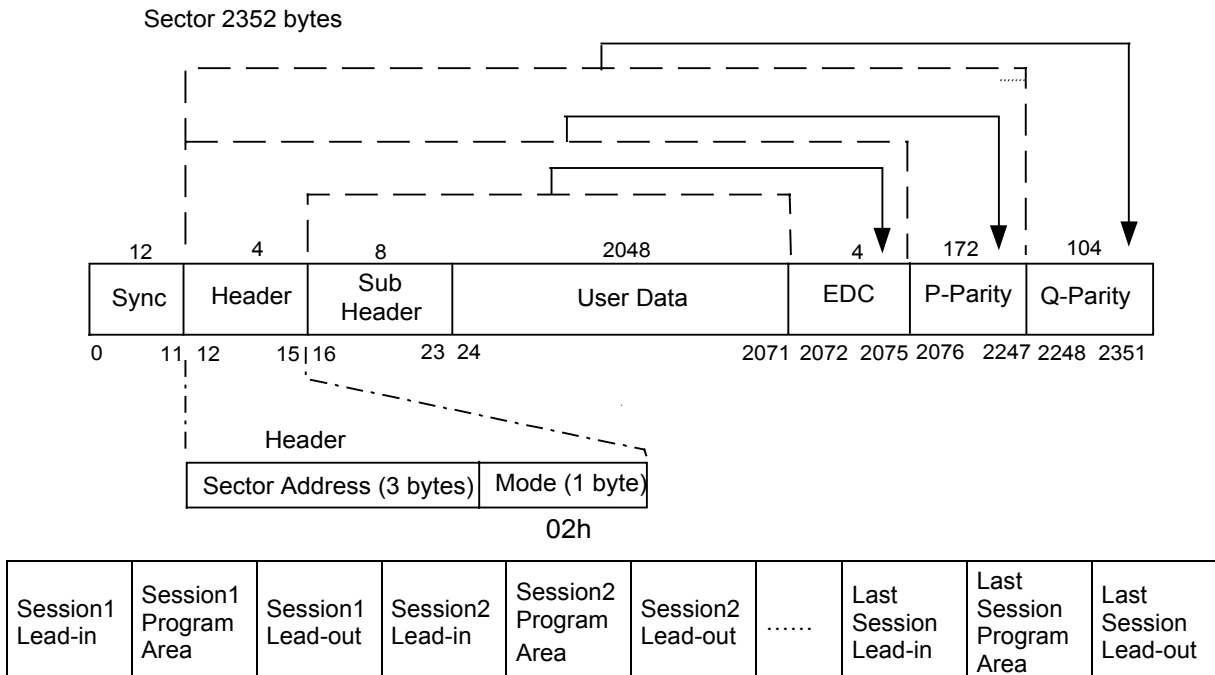 Sector 2352 bytes
12 4 8 2048 4 172 104
Sync Header Sub Header User Data EDC P-Parity Q-Parity
0 11 12 15 16 23 24 2071 2072 2075 2076 2247 2248 2351
Header
Sector Address (3 bytes) Mode (1 byte)
02h
Session1 Lead-in
Session1 Program Area
Session1 Lead-out
Session2 Lead-in
Session2 Program Area
Session2 Lead-out
......
Last Session Lead-in
Last Session Program Area
Last Session Lead-out